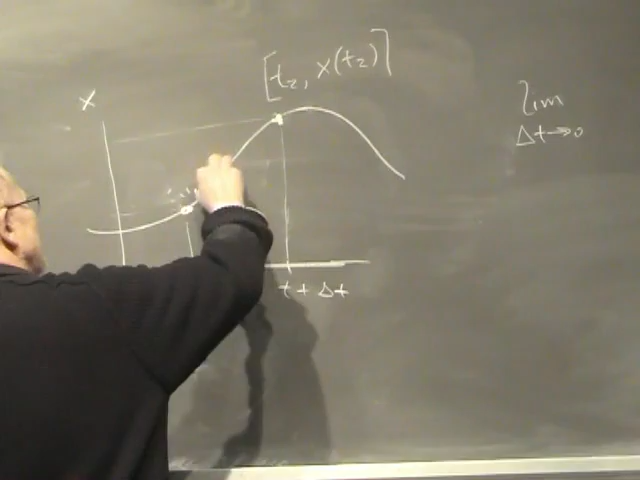 [t₂, x(t₂)]
x
lim
Δt→0
t + Δt